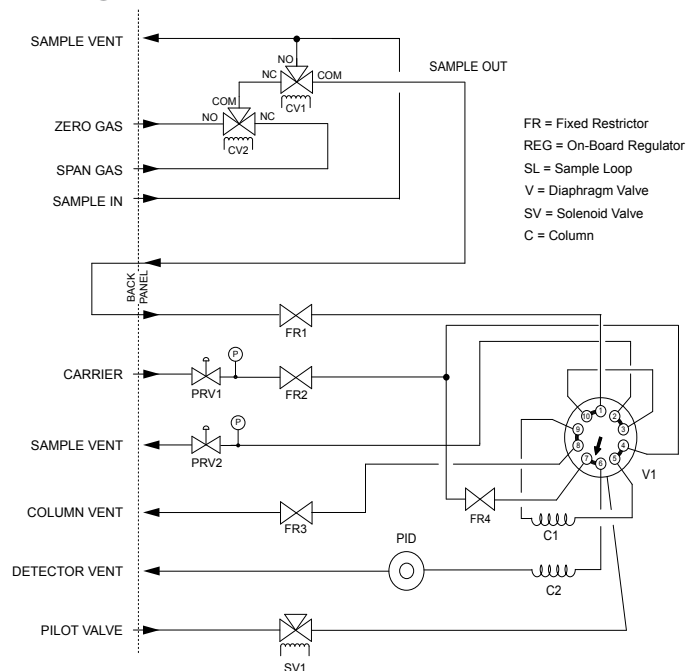 SAMPLE VENT
NO
SAMPLE OUT
NC
COM
CV1
COM
ZERO GAS
NO
NC
CV2
SPAN GAS
SAMPLE IN
FR = Fixed Restrictor
REG = On-Board Regulator
SL = Sample Loop
V = Diaphragm Valve
SV = Solenoid Valve
C = Column
BACK
PANEL
FR1
CARRIER
P
PRV1
FR2
SAMPLE VENT
P
PRV2
10
1
2
9
3
8
4
7
6
5
V1
COLUMN VENT
FR3
FR4
C1
PID
DETECTOR VENT
C2
PILOT VALVE
SV1